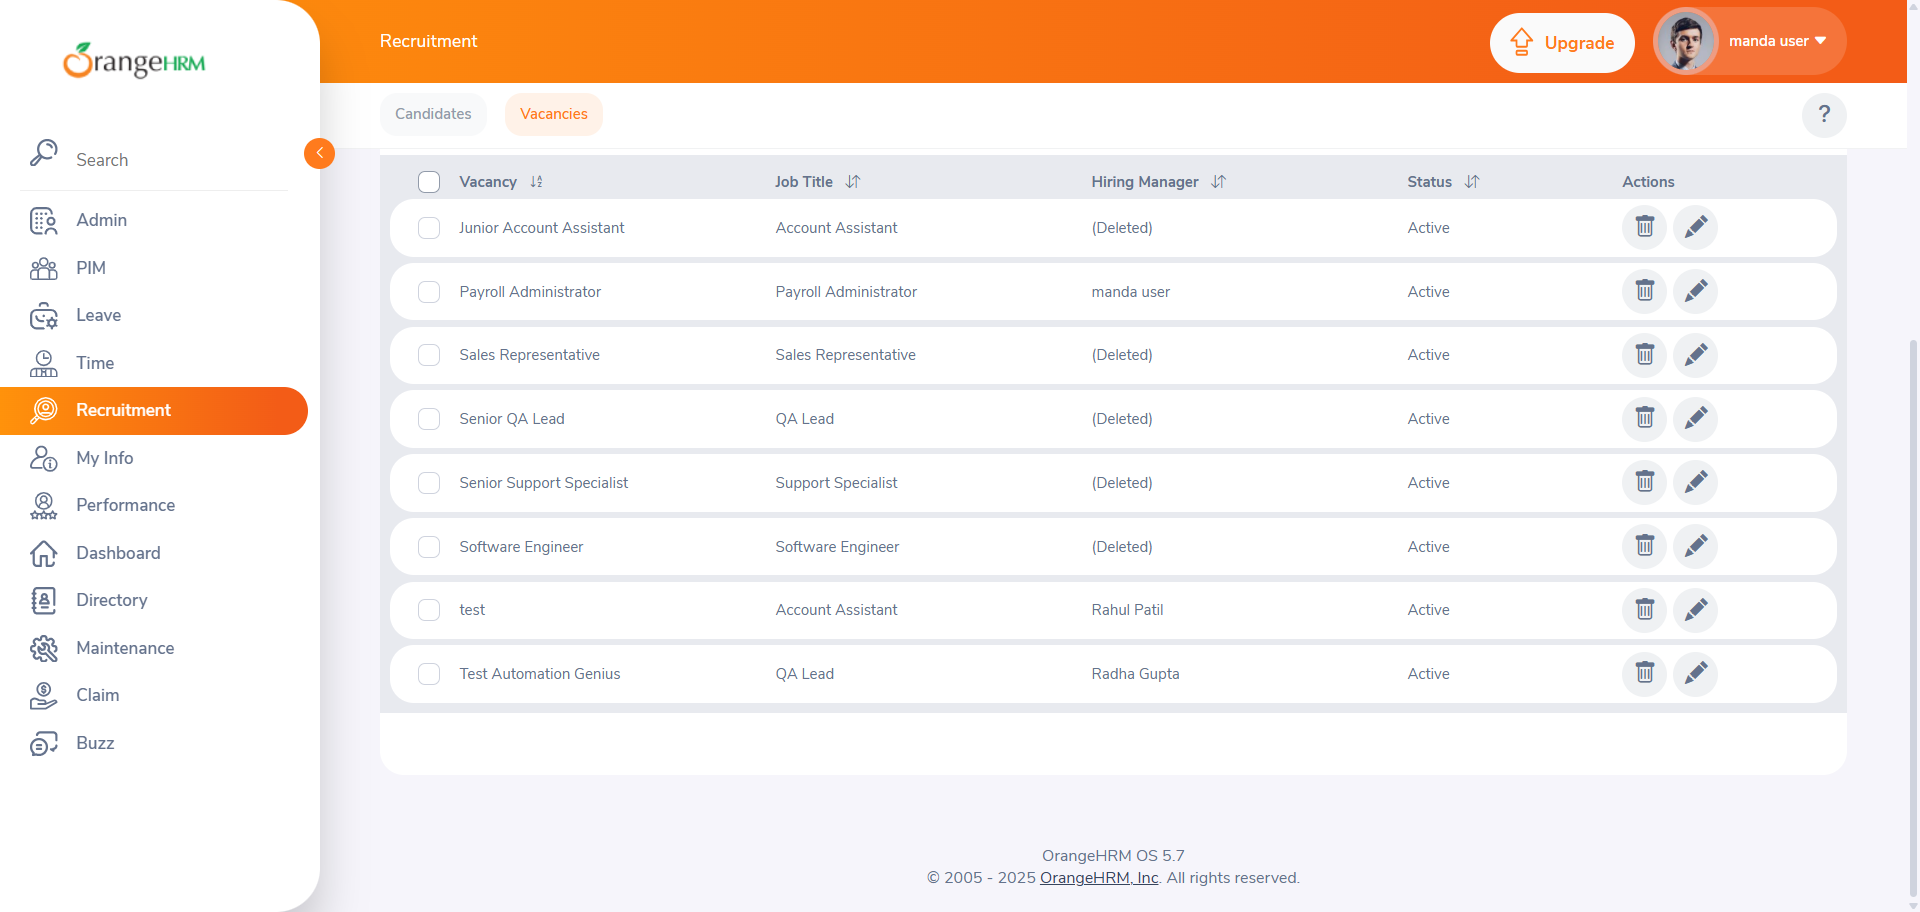 OrangeHRM
Recruitment
Upgrade
manda user
Candidates
Vacancies
?
Search
Admin
PIM
Leave
Time
Recruitment
My Info
Performance
Dashboard
Directory
Maintenance
Claim
Buzz
Vacancy Job Title Hiring Manager Status Actions
Junior Account Assistant Account Assistant (Deleted) Active
Payroll Administrator Payroll Administrator manda user Active
Sales Representative Sales Representative (Deleted) Active
Senior QA Lead QA Lead (Deleted) Active
Senior Support Specialist Support Specialist (Deleted) Active
Software Engineer Software Engineer (Deleted) Active
test Account Assistant Rahul Patil Active
Test Automation Genius QA Lead Radha Gupta Active
OrangeHRM OS 5.7
© 2005 - 2025 OrangeHRM, Inc. All rights reserved.